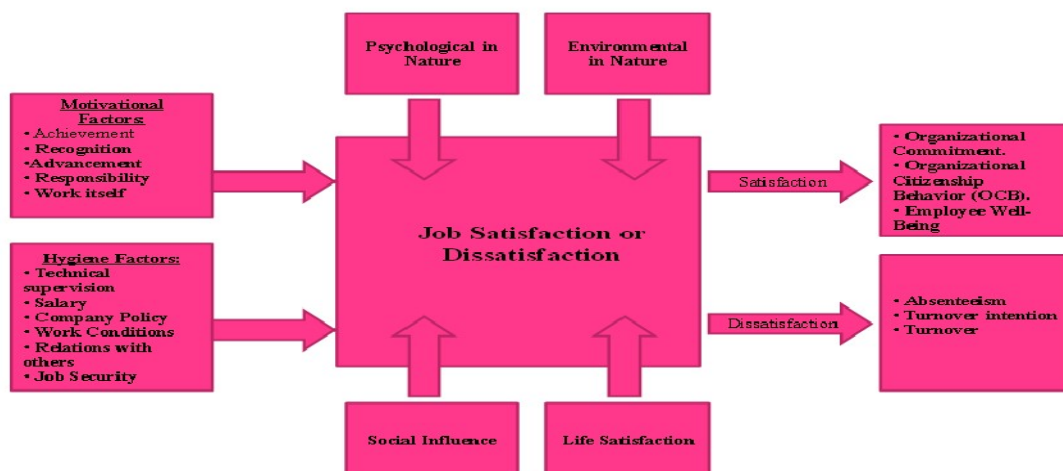 Psychological in
Nature
Environmental
in Nature
Motivational
Factors:
• Achievement
• Recognition
•Advancement
• Responsibility
• Work itself
Hygiene Factors:
• Technical
supervision
• Salary
• Company Policy
• Work Conditions
• Relations with
others
• Job Security
Job Satisfaction or
Dissatisfaction
Satisfaction
Dissatisfaction
• Organizational
Commitment.
• Organizational
Citizenship
Behavior (OCB).
• Employee Well-
Being
• Absenteeism
• Turnover intention
• Turnover
Social Influence
Life Satisfaction